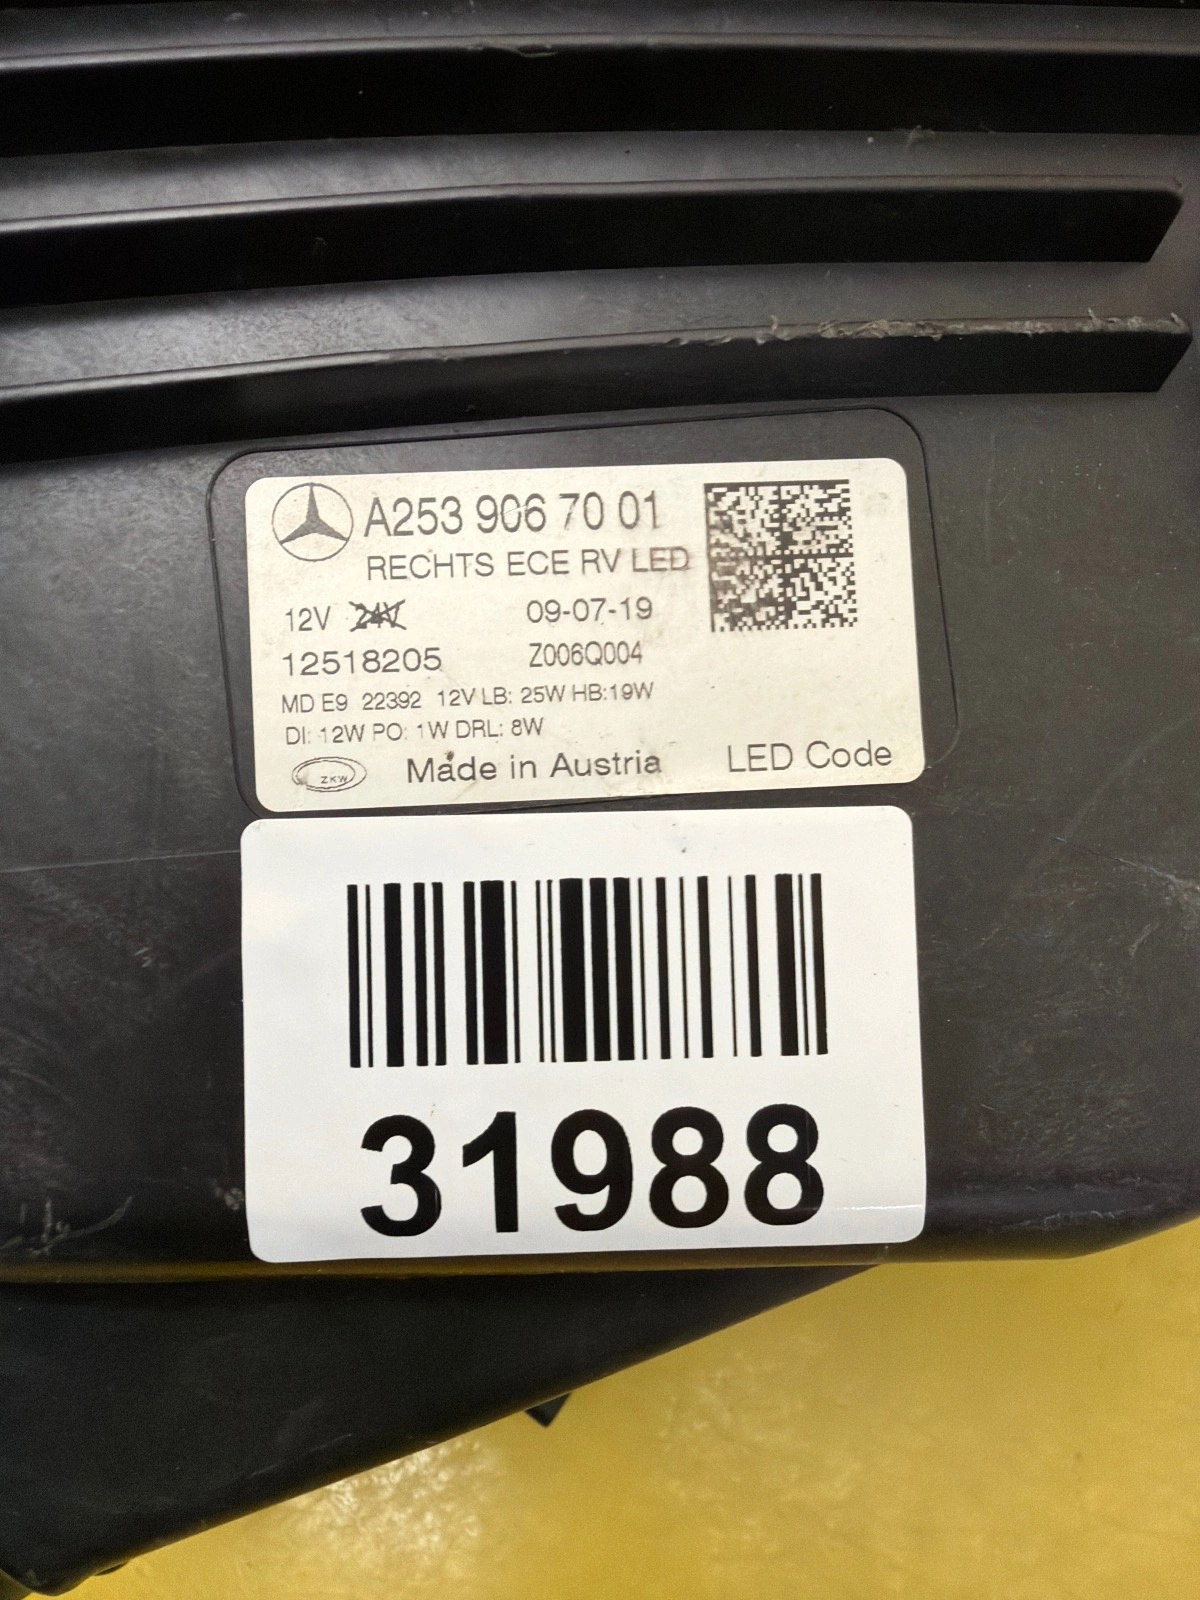 A253 906 70 01
RECHTS ECE RV LED
12V 24V 09-07-19
12518205 Z006Q004
MD E9 22392 12V LB: 25W HB:19W
DI: 12W PO: 1W DRL: 8W
ZKW Made in Austria LED Code
31988